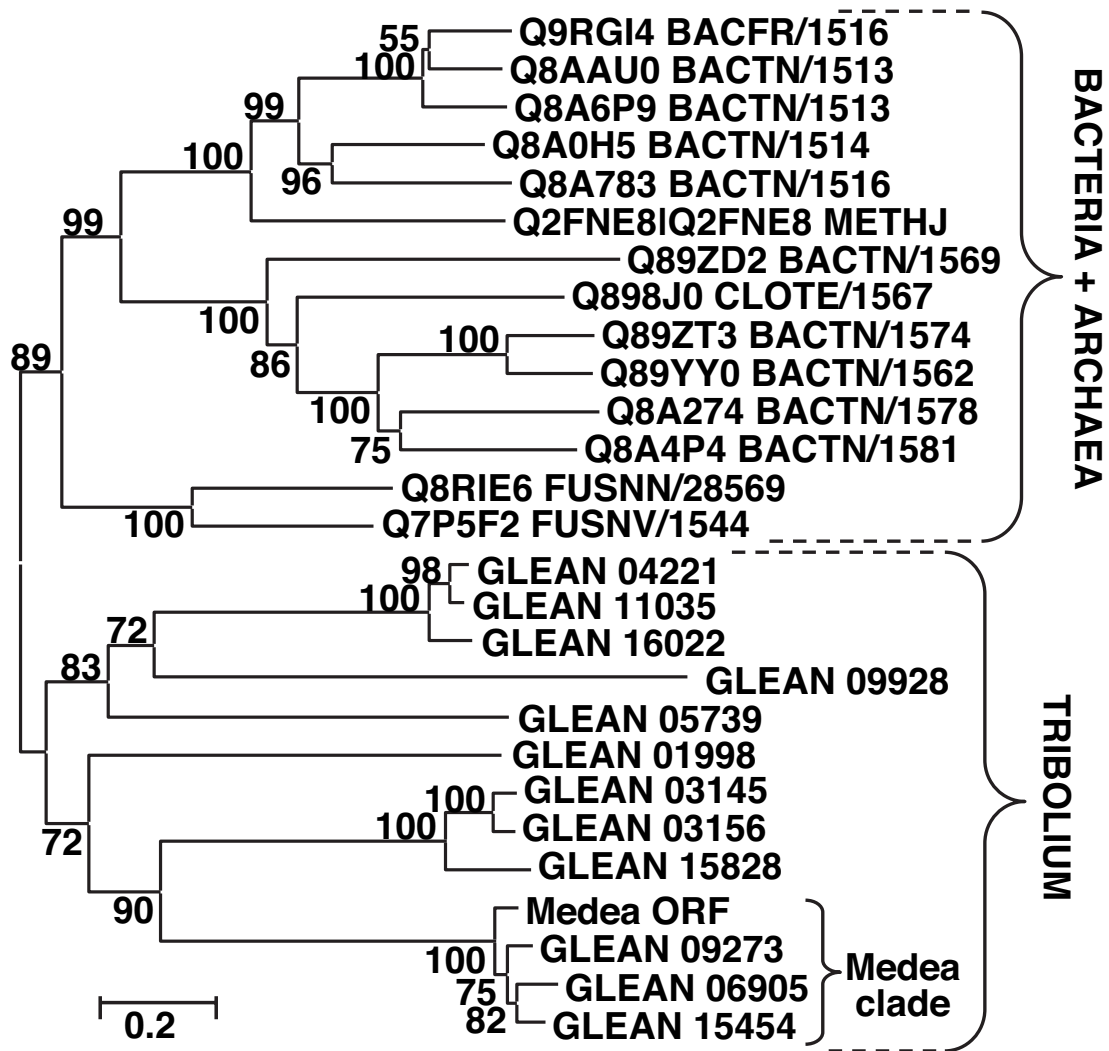 55
Q9RGI4 BACFR/1516
100
Q8AAU0 BACTN/1513
Q8A6P9 BACTN/1513
99
Q8A0H5 BACTN/1514
100
96
Q8A783 BACTN/1516
Q2FNE8IQ2FNE8 METHJ
99
Q89ZD2 BACTN/1569
Q898J0 CLOTE/1567
100
Q89ZT3 BACTN/1574
100
86
Q89YY0 BACTN/1562
89
100
Q8A274 BACTN/1578
75
Q8A4P4 BACTN/1581
Q8RIE6 FUSNN/28569
100
Q7P5F2 FUSNV/1544
BACTERIA + ARCHAEA
98
GLEAN 04221
100
GLEAN 11035
72
GLEAN 16022
83
GLEAN 09928
GLEAN 05739
GLEAN 01998
100
GLEAN 03145
100
GLEAN 03156
72
GLEAN 15828
90
Medea ORF
GLEAN 09273
100
75
GLEAN 06905
82
GLEAN 15454
Medea
clade
TRIBOLIUM
0.2